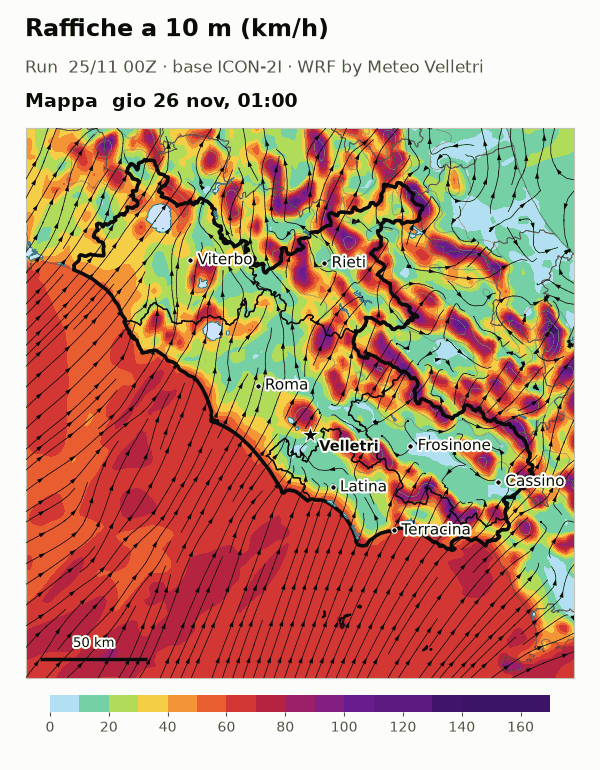 Raffiche a 10 m (km/h)
Run 25/11 00Z · base ICON-2I · WRF by Meteo Velletri
Mappa gio 26 nov, 01:00
Viterbo
Rieti
Roma
Velletri
Frosinone
Cassino
Latina
Terracina
50 km
0 20 40 60 80 100 120 140 160